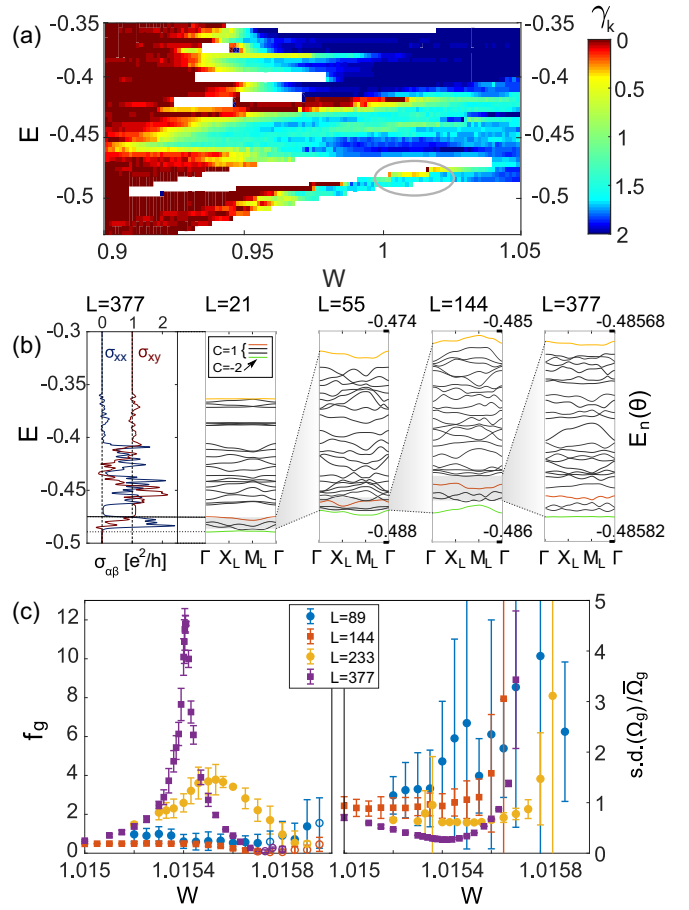 (a)
γk
-0.35
-0.4
-0.45
-0.5
E
-0.35
-0.4
-0.45
-0.5
0
0.5
1
1.5
2
0.9
0.95
1
1.05
W
L=377
L=21
L=55
L=144
L=377
(b)
0 1 2
-0.3
-0.4
-0.45
-0.5
E
σxx
σxy
C=1 {
C=-2
-0.474
-0.485
-0.48568
-0.488
-0.486
-0.48582
En(θ)
Γ XL ML Γ
Γ XL ML Γ
Γ XL ML Γ
Γ XL ML Γ
σαβ [e²/h]
(c)
12
10
8
6
4
2
0
fg
L=89
L=144
L=233
L=377
5
4
3
2
1
0
s.d.(Ωg)/Ω̅g
1.015
1.0154
1.0158
1.015
1.0154
1.0158
W
W